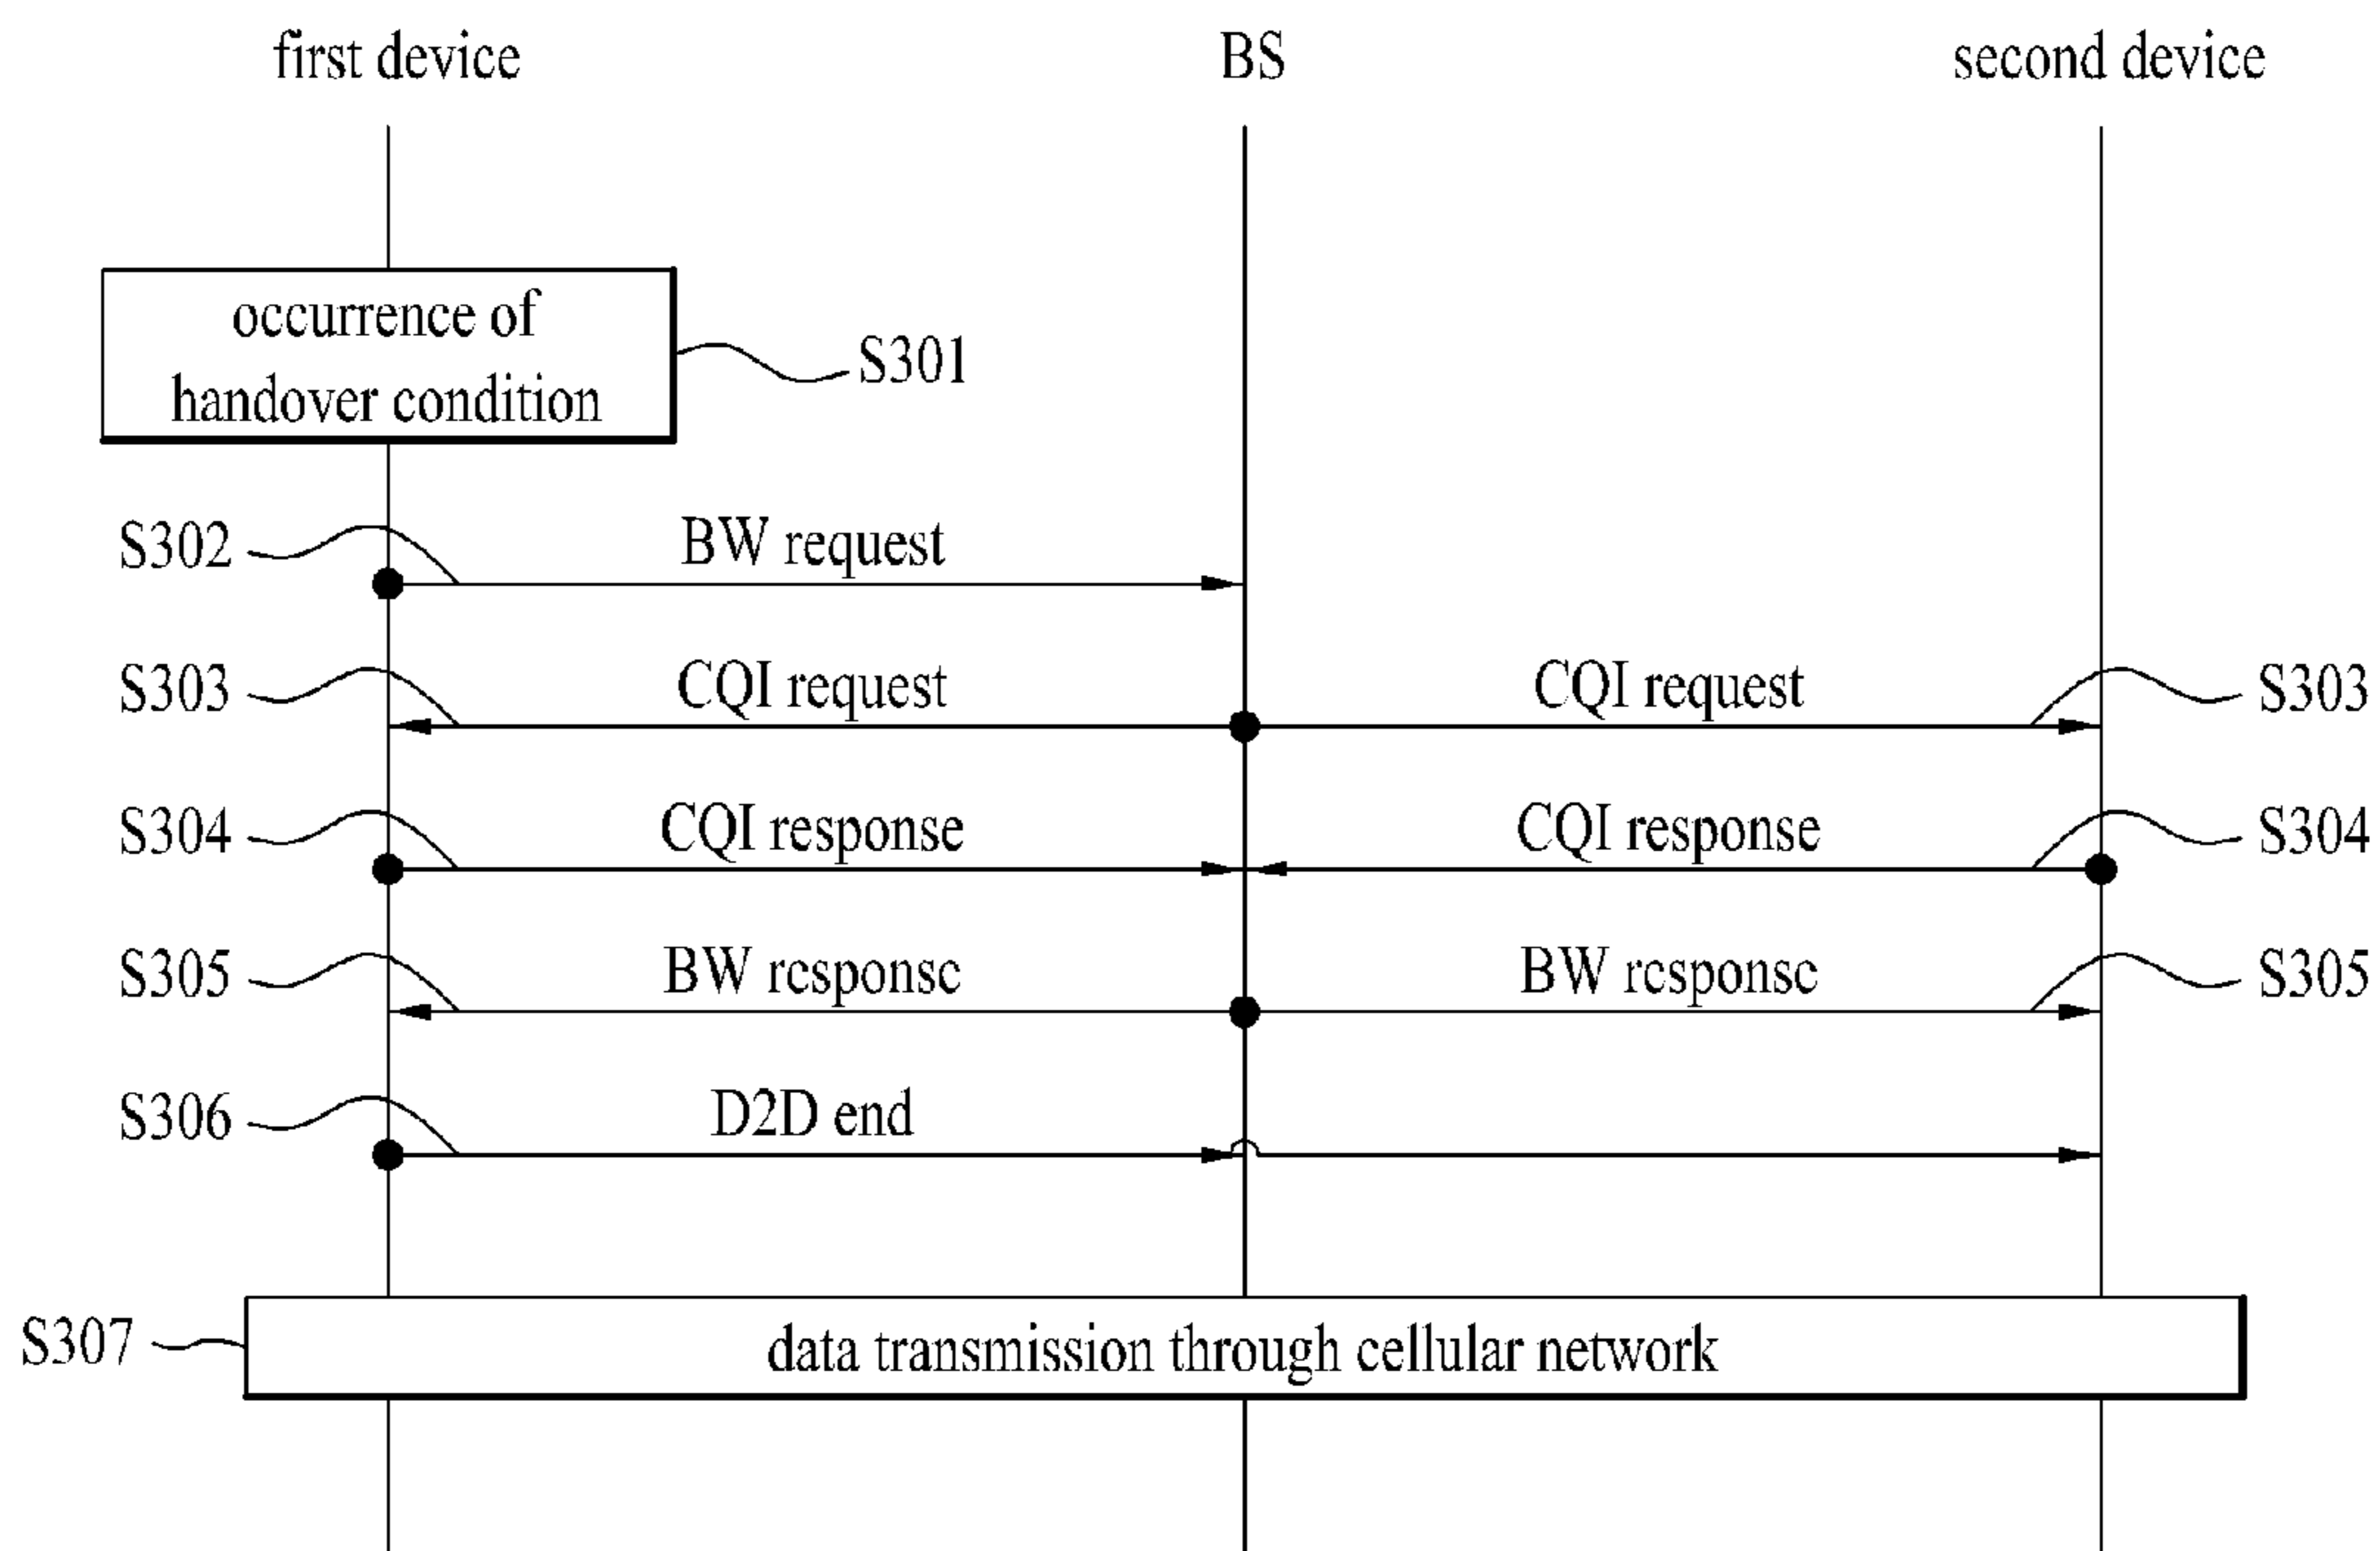 first device
BS
second device
occurrence of
handover condition
S301
S302
BW request
S303
CQI request
CQI request
S303
S304
CQI response
CQI response
S304
S305
BW response
BW response
S305
S306
D2D end
S307
data transmission through cellular network